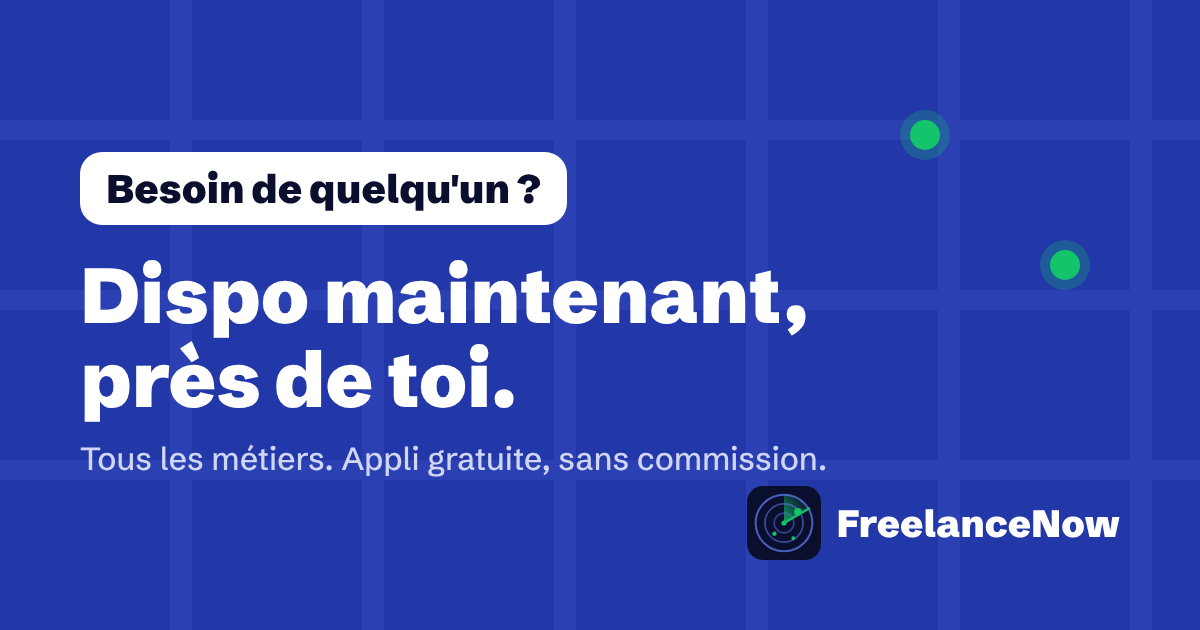 Besoin de quelqu'un ?
Dispo maintenant,
près de toi.
Tous les métiers. Appli gratuite, sans commission.
FreelanceNow